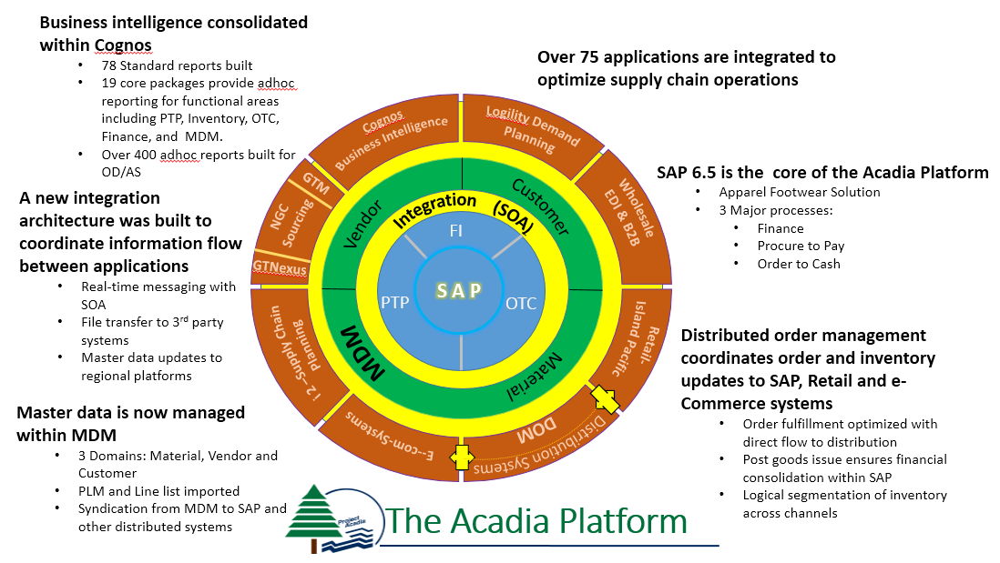 Business intelligence consolidated
within Cognos
• 78 Standard reports built
• 19 core packages provide adhoc
reporting for functional areas
including PTP, Inventory, OTC,
Finance, and MDM.
• Over 400 adhoc reports built for
OD/AS
A new integration
architecture was built to
coordinate information flow
between applications
• Real-time messaging with
SOA
• File transfer to 3rd party
systems
• Master data updates to
regional platforms
Master data is now managed
within MDM
• 3 Domains: Material, Vendor and
Customer
• PLM and Line list imported
• Syndication from MDM to SAP and
other distributed systems
Over 75 applications are integrated to
optimize supply chain operations
SAP 6.5 is the core of the Acadia Platform
• Apparel Footwear Solution
• 3 Major processes:
• Finance
• Procure to Pay
• Order to Cash
Distributed order management
coordinates order and inventory
updates to SAP, Retail and e-
Commerce systems
• Order fulfillment optimized with
direct flow to distribution
• Post goods issue ensures financial
consolidation within SAP
• Logical segmentation of inventory
across channels
Cognos
Business Intelligence
Logility Demand
Planning
Wholesale
EDI & B2B
Retail-
Island Pacific
DOM
Distribution Systems
E--com-Systems
i 2 – Supply Chain
Planning
GTNexus
NGC
Sourcing
GTM
Vendor
Customer
Material
MDM
Integration (SOA)
FI
PTP
OTC
SAP
Project
Acadia
The Acadia Platform